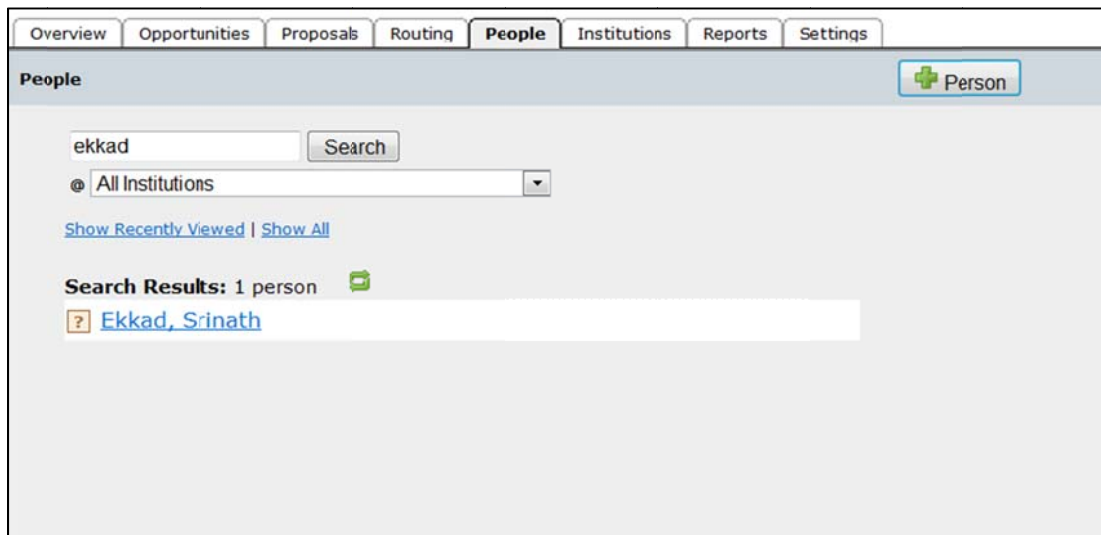 Overview Opportunities Proposals Routing People Institutions Reports Settings
People Person
ekkad Search
@ All Institutions
Show Recently Viewed | Show All
Search Results: 1 person
? Ekkad, Srinath